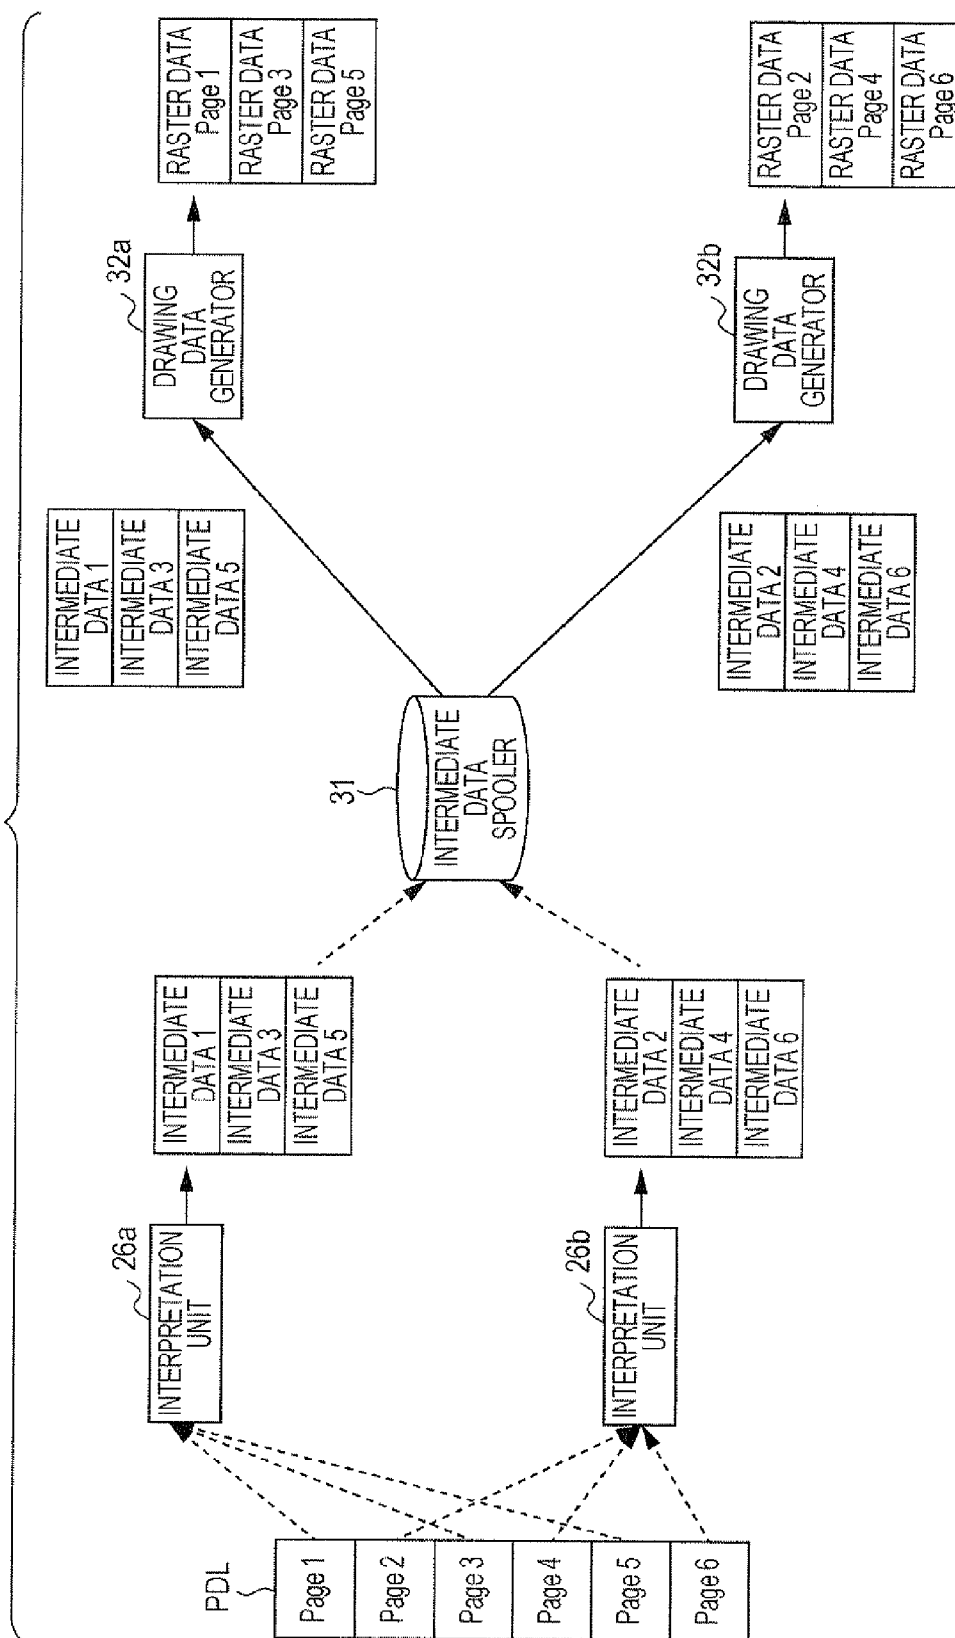 PDL
Page 1
Page 2
Page 3
Page 4
Page 5
Page 6
26a
INTERPRETATION
UNIT
26b
INTERPRETATION
UNIT
INTERMEDIATE
DATA 1
INTERMEDIATE
DATA 3
INTERMEDIATE
DATA 5
INTERMEDIATE
DATA 2
INTERMEDIATE
DATA 4
INTERMEDIATE
DATA 6
31
INTERMEDIATE
DATA
SPOOLER
INTERMEDIATE
DATA 1
INTERMEDIATE
DATA 3
INTERMEDIATE
DATA 5
INTERMEDIATE
DATA 2
INTERMEDIATE
DATA 4
INTERMEDIATE
DATA 6
32a
DRAWING
DATA
GENERATOR
32b
DRAWING
DATA
GENERATOR
RASTER DATA
Page 1
RASTER DATA
Page 3
RASTER DATA
Page 5
RASTER DATA
Page 2
RASTER DATA
Page 4
RASTER DATA
Page 6